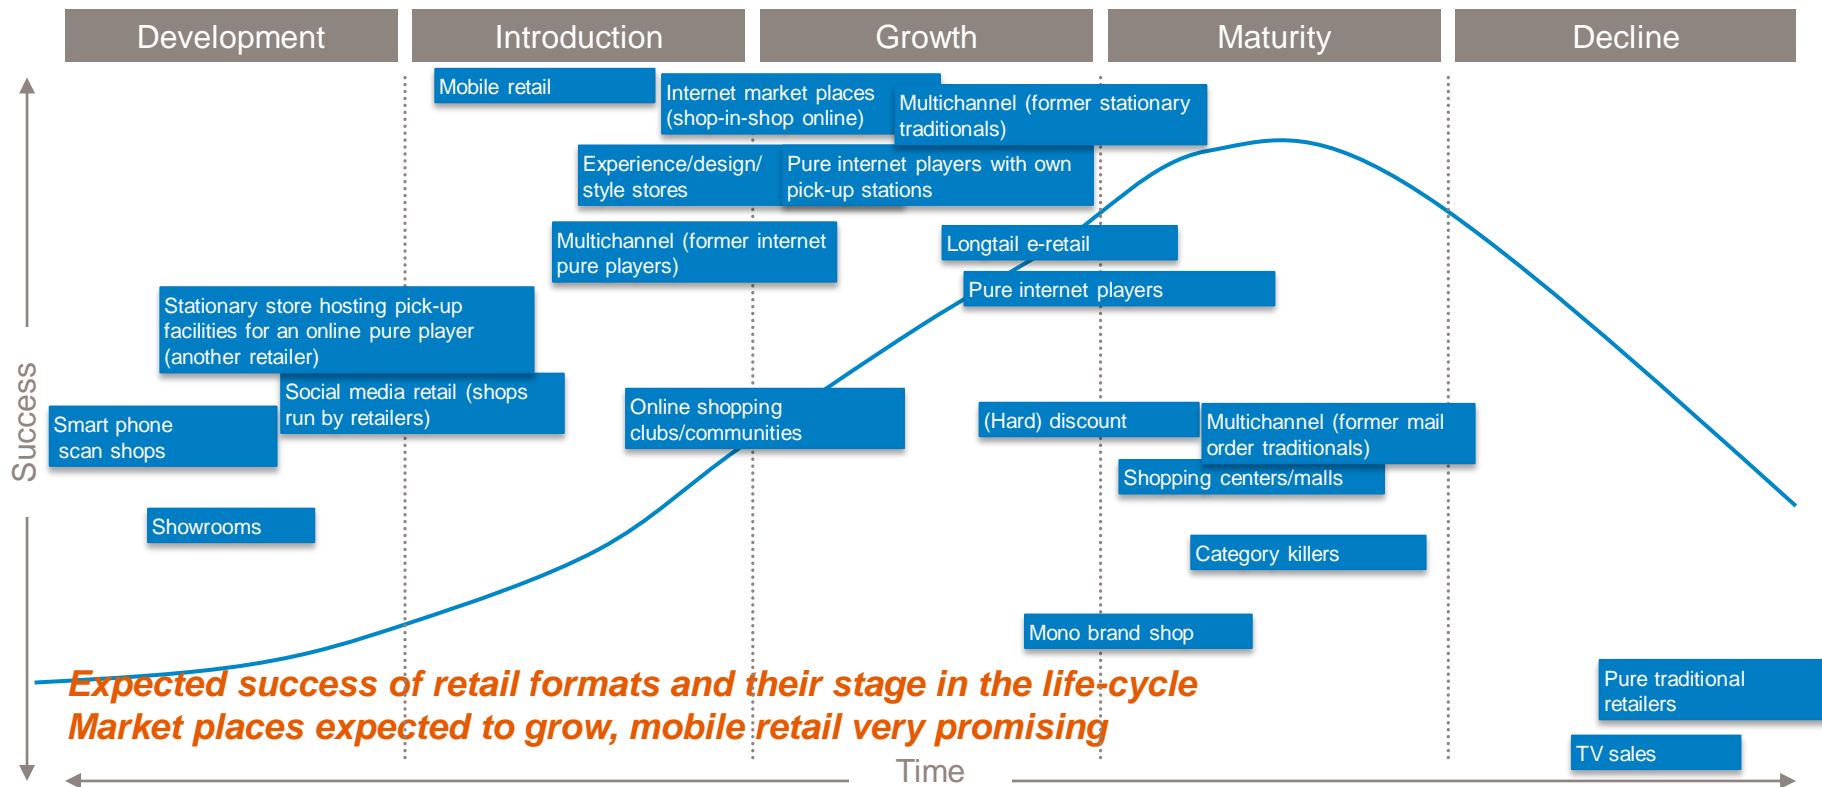 Development
Introduction
Growth
Maturity
Decline
Mobile retail
Internet market places
(shop-in-shop online)
Multichannel (former stationary
traditionals)
Experience/design/
style stores
Pure internet players with own
pick-up stations
Multichannel (former internet
pure players)
Longtail e-retail
Pure internet players
Stationary store hosting pick-up
facilities for an online pure player
(another retailer)
Social media retail (shops
run by retailers)
Smart phone
scan shops
Online shopping
clubs/communities
(Hard) discount
Multichannel (former mail
order traditionals)
Shopping centers/malls
Showrooms
Category killers
Mono brand shop
Pure traditional
retailers
TV sales
Success
Expected success of retail formats and their stage in the life-cycle
Market places expected to grow, mobile retail very promising
Time